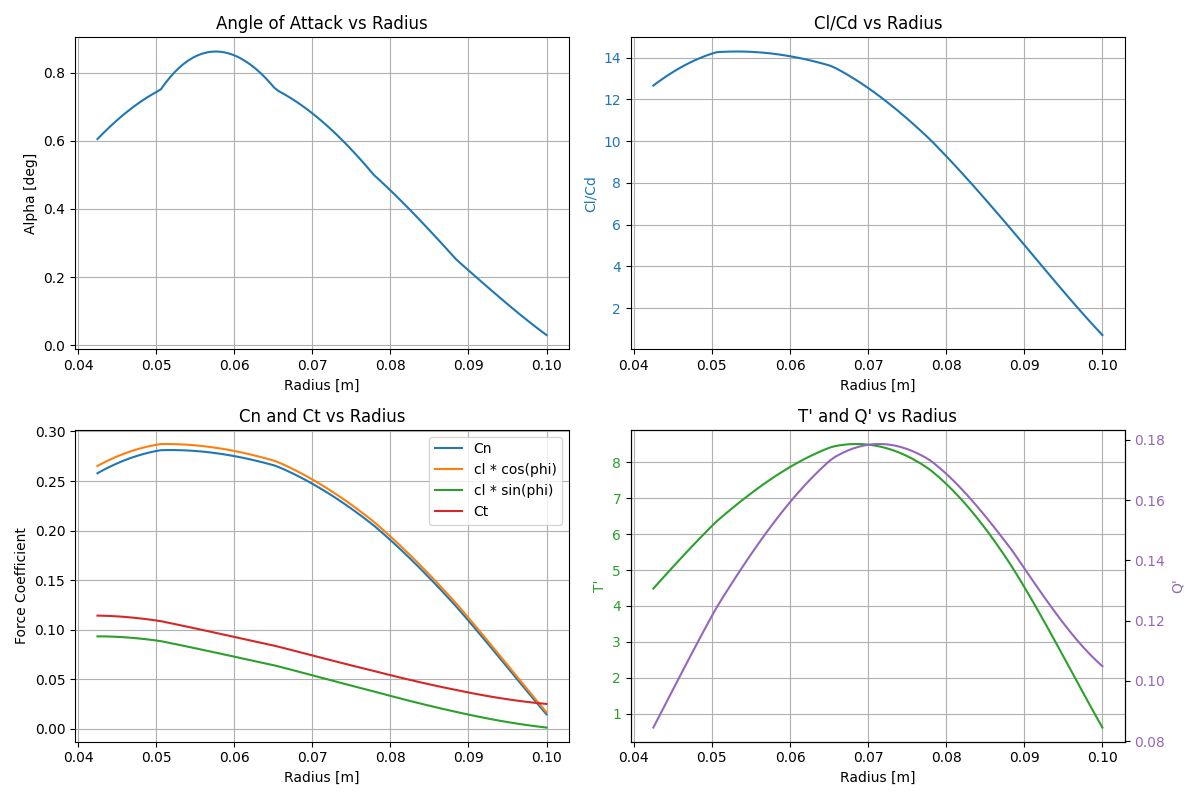 Angle of Attack vs Radius
0.8
0.6
0.4
0.2
0.0
Alpha [deg]
0.04 0.05 0.06 0.07 0.08 0.09 0.10
Radius [m]
Cl/Cd vs Radius
14
12
10
8
6
4
2
Cl/Cd
0.04 0.05 0.06 0.07 0.08 0.09 0.10
Radius [m]
Cn and Ct vs Radius
0.30
0.25
0.20
0.15
0.10
0.05
0.00
Force Coefficient
Cn
cl * cos(phi)
cl * sin(phi)
Ct
0.04 0.05 0.06 0.07 0.08 0.09 0.10
Radius [m]
T' and Q' vs Radius
8
7
6
5
4
3
2
1
T'
0.18
0.16
0.14
0.12
0.10
0.08
Q'
0.04 0.05 0.06 0.07 0.08 0.09 0.10
Radius [m]